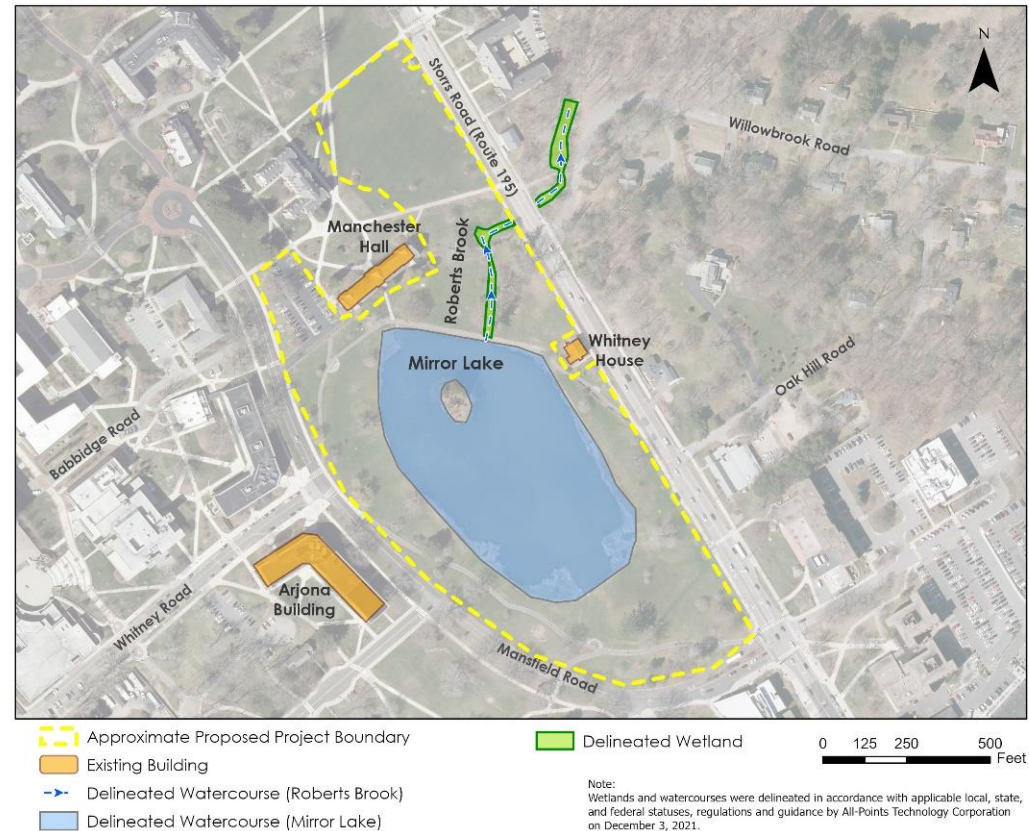 N
Storrs Road (Route 195)
Willowbrook Road
Manchester
Hall
Roberts Brook
Whitney
House
Mirror Lake
Oak Hill Road
Babbidge Road
Arjona
Building
Whitney Road
Mansfield Road
Approximate Proposed Project Boundary
Existing Building
Delineated Watercourse (Roberts Brook)
Delineated Watercourse (Mirror Lake)
Delineated Wetland
0 125 250 500
Feet
Note:
Wetlands and watercourses were delineated in accordance with applicable local, state,
and federal statuses, regulations and guidance by All-Points Technology Corporation
on December 3, 2021.